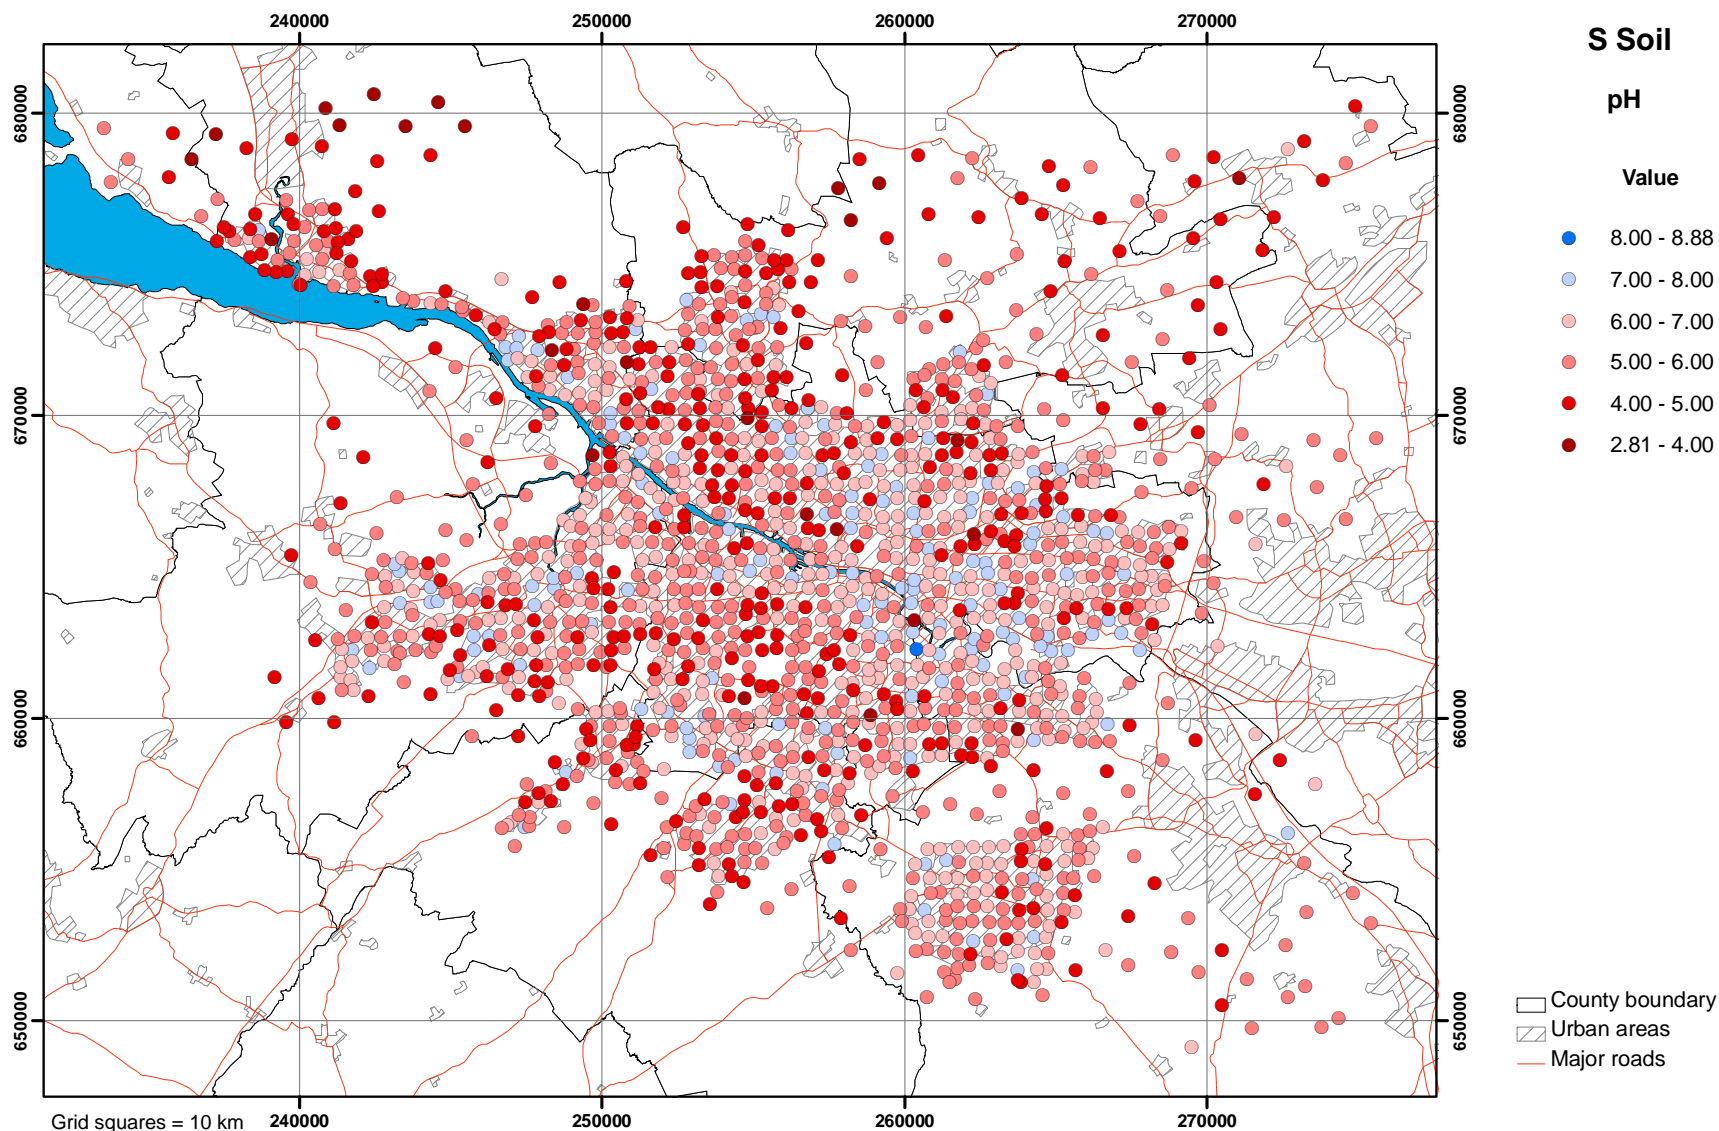 240000 250000 260000 270000
S Soil
pH
Value
8.00 - 8.88
7.00 - 8.00
6.00 - 7.00
5.00 - 6.00
4.00 - 5.00
2.81 - 4.00
680000 680000
670000 670000
660000 660000
650000 650000
County boundary
Urban areas
Major roads
Grid squares = 10 km
240000 250000 260000 270000